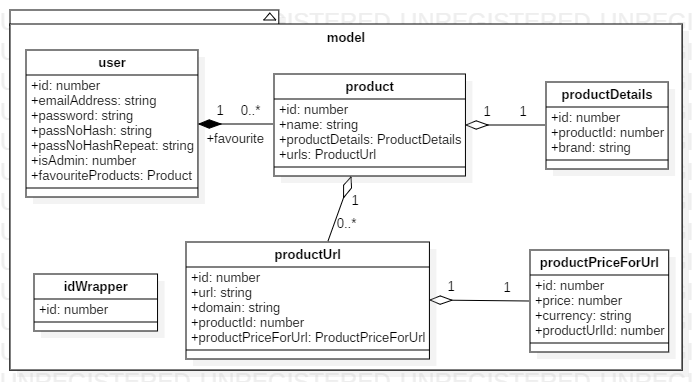 UNREGISTERED UNREGISTERED UNREGI
model
user
+id: number
+emailAddress: string
+password: string
+passNoHash: string
+passNoHashRepeat: string
+isAdmin: number
+favouriteProducts: Product
1
0..*
+favourite
product
+id: number
+name: string
+productDetails: ProductDetails
+urls: ProductUrl
1
1
productDetails
+id: number
+productId: number
+brand: string
1
0..*
idWrapper
+id: number
productUrl
+id: number
+url: string
+domain: string
+productId: number
+productPriceForUrl: ProductPriceForUrl
1
1
productPriceForUrl
+id: number
+price: number
+currency: string
+productUrlId: number
UNREGISTERED UNREGISTERED UNREGISTERED UNREGI